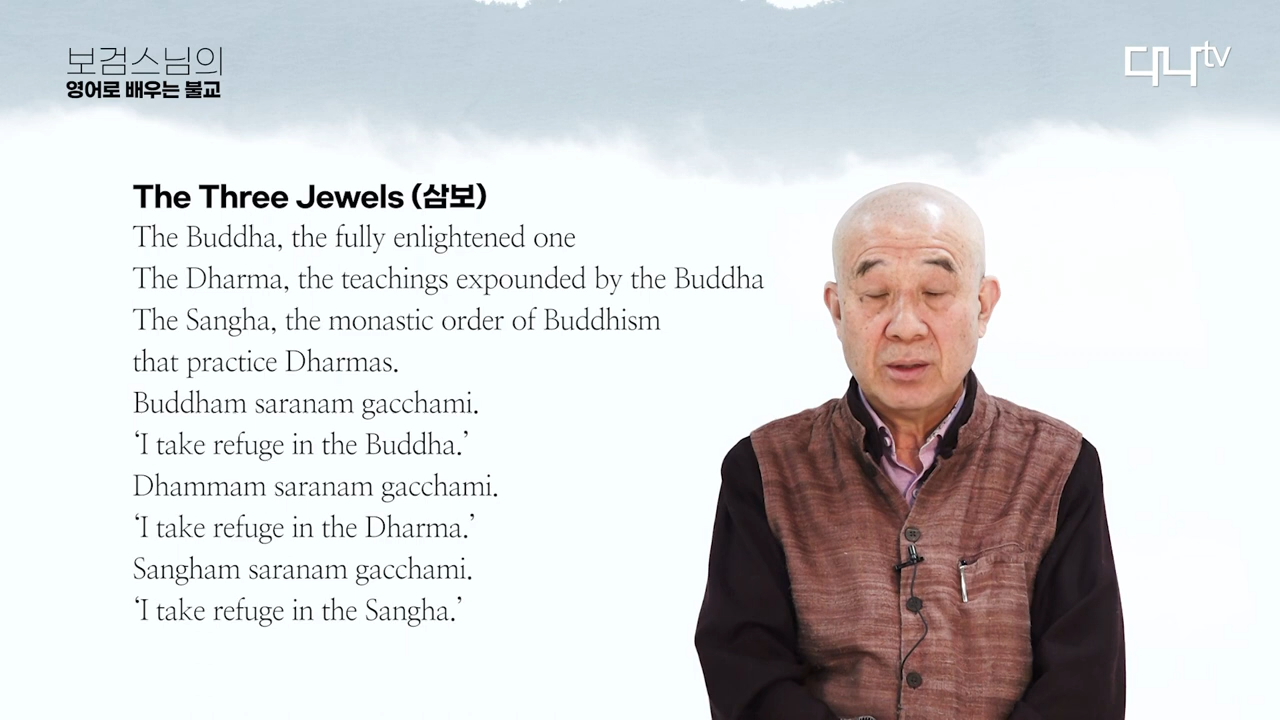 보검스님의
영어로 배우는 불교
디나tv
The Three Jewels (삼보)
The Buddha, the fully enlightened one
The Dharma, the teachings expounded by the Buddha
The Sangha, the monastic order of Buddhism
that practice Dharmas.
Buddham saranam gacchami.
‘I take refuge in the Buddha.’
Dhammam saranam gacchami.
‘I take refuge in the Dharma.’
Sangham saranam gacchami.
‘I take refuge in the Sangha.’